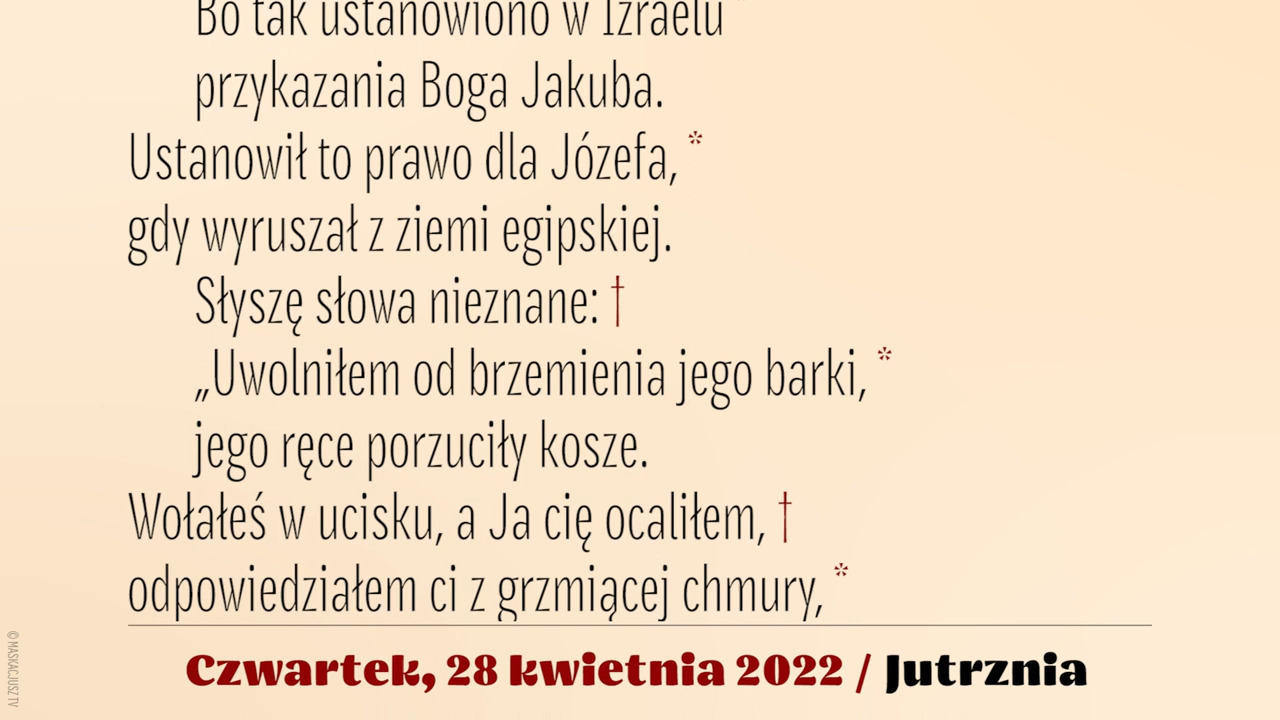 Bo tak ustanowiono w Izraelu *
przykazania Boga Jakuba.
Ustanowił to prawo dla Józefa, *
gdy wyruszał z ziemi egipskiej.
Słyszę słowa nieznane: †
„Uwolniłem od brzemienia jego barki, *
jego ręce porzuciły kosze.
Wołałeś w ucisku, a Ja cię ocaliłem, †
odpowiedziałem ci z grzmiącej chmury, *
Czwartek, 28 kwietnia 2022 / Jutrznia
© MASKACJUSZ TV